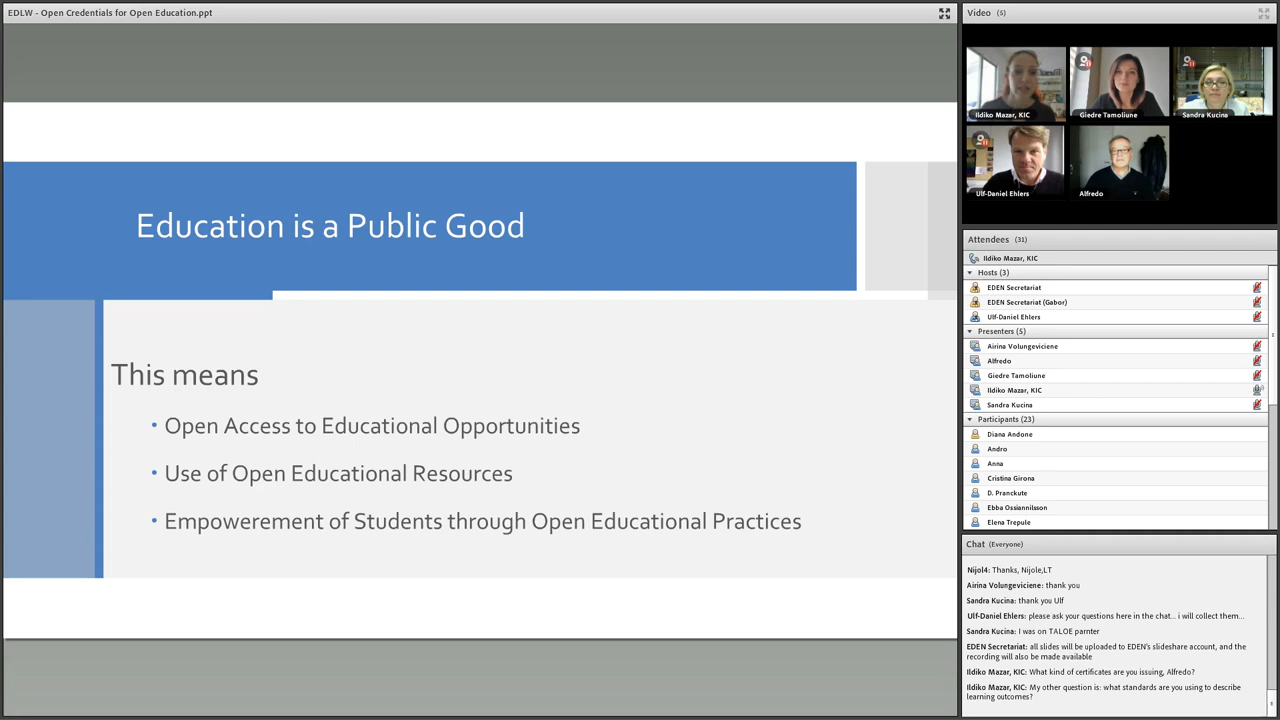 EDLW - Open Credentials for Open Education.ppt
Education is a Public Good
This means
• Open Access to Educational Opportunities
• Use of Open Educational Resources
• Empowerement of Students through Open Educational Practices
Video (5)
Ildiko Mazar, KIC
Giedre Tamoliune
Sandra Kucina
Ulf-Daniel Ehlers
Alfredo
Attendees (31)
Ildiko Mazar, KIC
Hosts (3)
EDEN Secretariat
EDEN Secretariat (Gabor)
Ulf-Daniel Ehlers
Presenters (5)
Airina Volungeviciene
Alfredo
Giedre Tamoliune
Ildiko Mazar, KIC
Sandra Kucina
Participants (23)
Diana Andone
Andro
Anna
Cristina Girona
D. Pranckute
Ebba Ossiannilsson
Elena Trepule
Chat (Everyone)
Nijol4: Thanks, Nijole,LT
Airina Volungeviciene: thank you
Sandra Kucina: thank you Ulf
Ulf-Daniel Ehlers: please ask your questions here in the chat... i will collect them...
Sandra Kucina: I was on TALOE parnter
EDEN Secretariat: all slides will be uploaded to EDEN's slideshare account, and the
recording will also be made available
Ildiko Mazar, KIC: What kind of certificates are you issuing, Alfredo?
Ildiko Mazar, KIC: My other question is: what standards are you using to describe
learning outcomes?